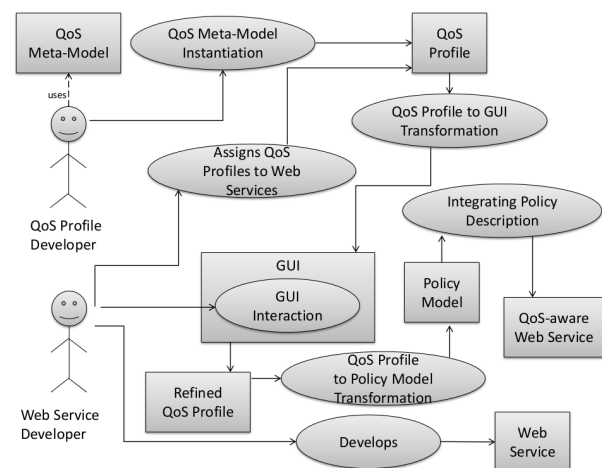 QoS
Meta-Model
QoS Meta-Model
Instantiation
QoS
Profile
uses
QoS Profile to GUI
Transformation
Assigns QoS
Profiles to Web
Services
QoS Profile
Developer
Integrating Policy
Description
GUI
GUI
Interaction
Policy
Model
QoS-aware
Web Service
QoS Profile
to Policy Model
Transformation
Refined
QoS Profile
Web Service
Developer
Develops
Web
Service